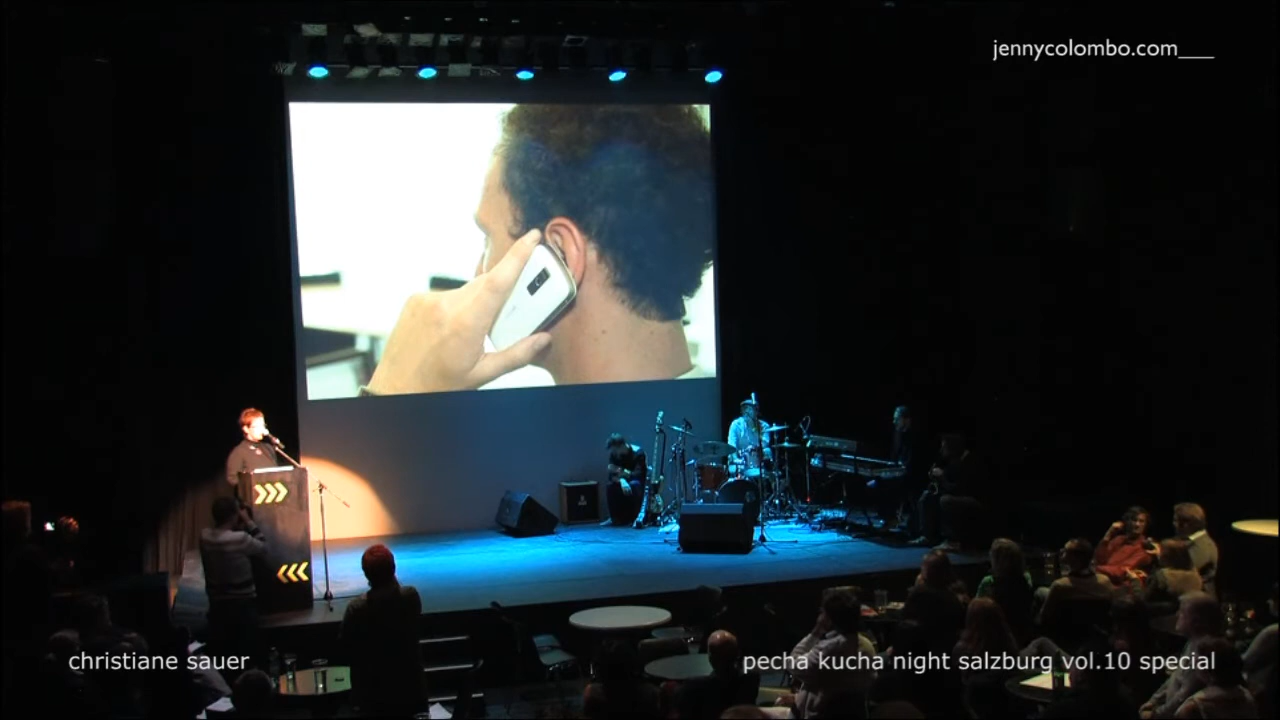 jennycolombo.com___
christiane sauer
pecha kucha night salzburg vol.10 special